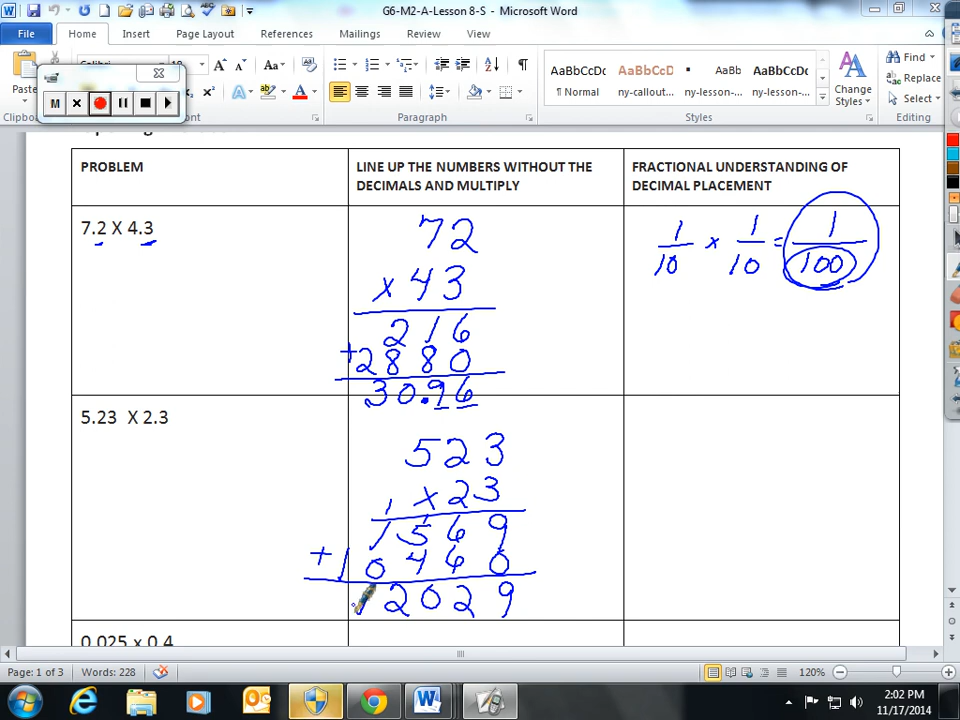 G6-M2-A-Lesson 8-S - Microsoft Word
File Home Insert Page Layout References Mailings Review View
Paste
Clipb
nt
Paragraph
Styles
Editing
AaBbCcDc AaBbCcDc AaBb AaBbCcDc
¶ Normal ny-callout... ny-lesson-... ny-lesson-...
Change Styles
Find
Replace
Select
M
PROBLEM
LINE UP THE NUMBERS WITHOUT THE
DECIMALS AND MULTIPLY
FRACTIONAL UNDERSTANDING OF
DECIMAL PLACEMENT
7.2 X 4.3
72
x 43
216
+2880
30.96
1/10 x 1/10 = 1/100
5.23 X 2.3
523
x 23
1
1569
+10460
12029
0.025 x 0.4
Page: 1 of 3 Words: 228 120%
2:02 PM
11/17/2014